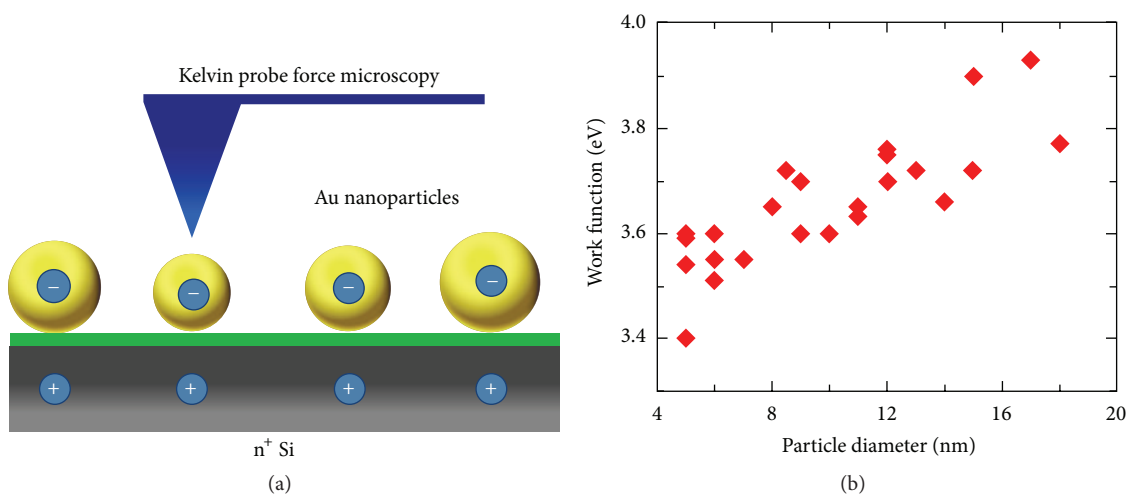 Kelvin probe force microscopy
Au nanoparticles
− − − −
+ + + +
n⁺ Si
(a)
4.0
3.8
3.6
3.4
Work function (eV)
4 8 12 16 20
Particle diameter (nm)
(b)